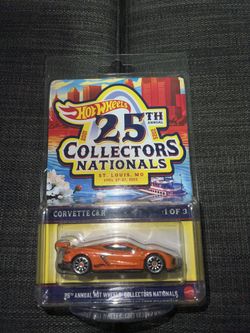 Hot Wheels
25TH
ANNUAL
COLLECTORS
NATIONALS
ST. LOUIS, MO
CORVETTE C8.R 1 OF 3
25TH ANNUAL HOT WHEELS COLLECTORS NATIONALS